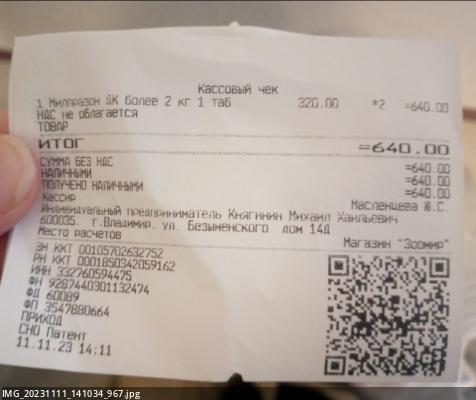 Кассовый чек
1 Милпразон ДК более 2 кг 1 таб 320.00 *2 =640.00
НДС не облагается
ТОВАР
ИТОГ =640.00
СУММА БЕЗ НДС =640.00
НАЛИЧНЫМИ =640.00
ПОЛУЧЕНО НАЛИЧНЫМИ =640.00
Кассир Масленцева Ю.С.
Индивидуальный предприниматель Княгинин Михаил Хаильевич
600035, г.Владимир, ул. Безыменского, дом 14Д
Место расчетов Магазин "Зоомир"
ЗН ККТ 00105702632752
РН ККТ 0001850342059162
ИНН 332760594475
ФН 9287440301132474
ФД 60089
ФП 3547880664
ПРИХОД
СНО Патент
11.11.23 14:11
IMG_20231111_141034_967.jpg